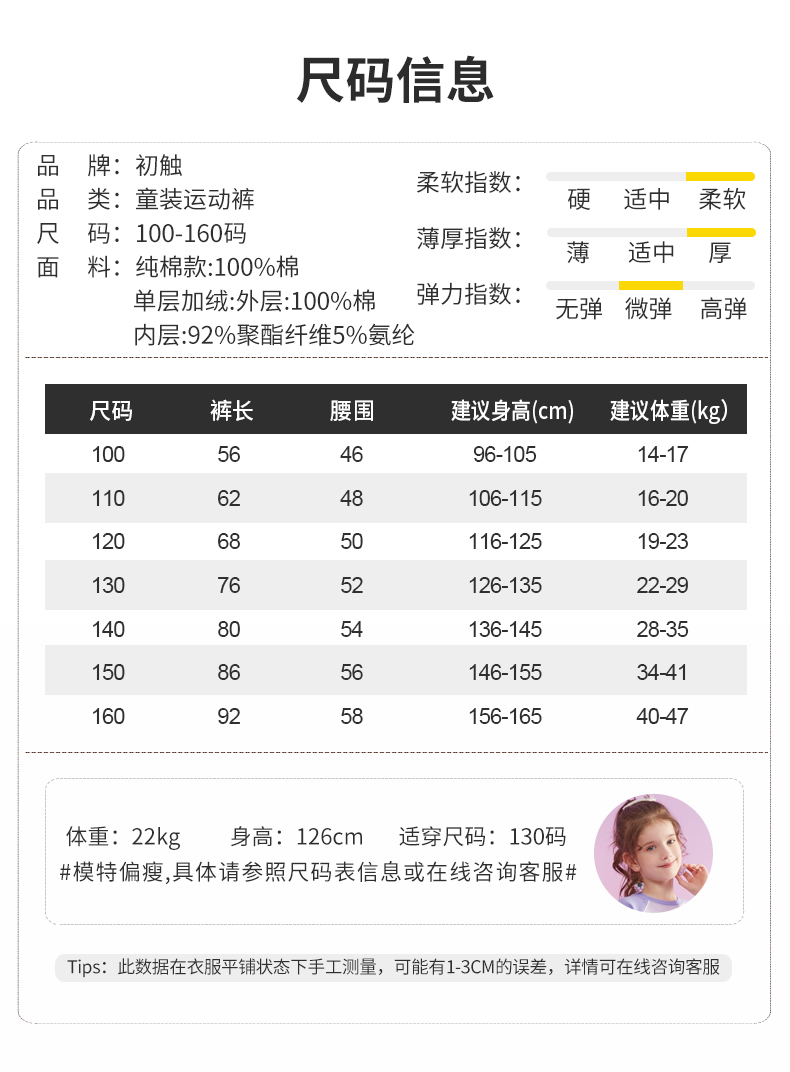 尺码信息
品 牌：初触
品 类：童装运动裤
尺 码：100-160码
面 料：纯棉款:100%棉
单层加绒:外层:100%棉
内层:92%聚酯纤维5%氨纶
柔软指数：
硬 适中 柔软
薄厚指数：
薄 适中 厚
弹力指数：
无弹 微弹 高弹
尺码 裤长 腰围 建议身高(cm) 建议体重(kg）
100 56 46 96-105 14-17
110 62 48 106-115 16-20
120 68 50 116-125 19-23
130 76 52 126-135 22-29
140 80 54 136-145 28-35
150 86 56 146-155 34-41
160 92 58 156-165 40-47
体重：22kg 身高：126cm 适穿尺码：130码
#模特偏瘦,具体请参照尺码表信息或在线咨询客服#
Tips：此数据在衣服平铺状态下手工测量，可能有1-3CM的误差，详情可在线咨询客服